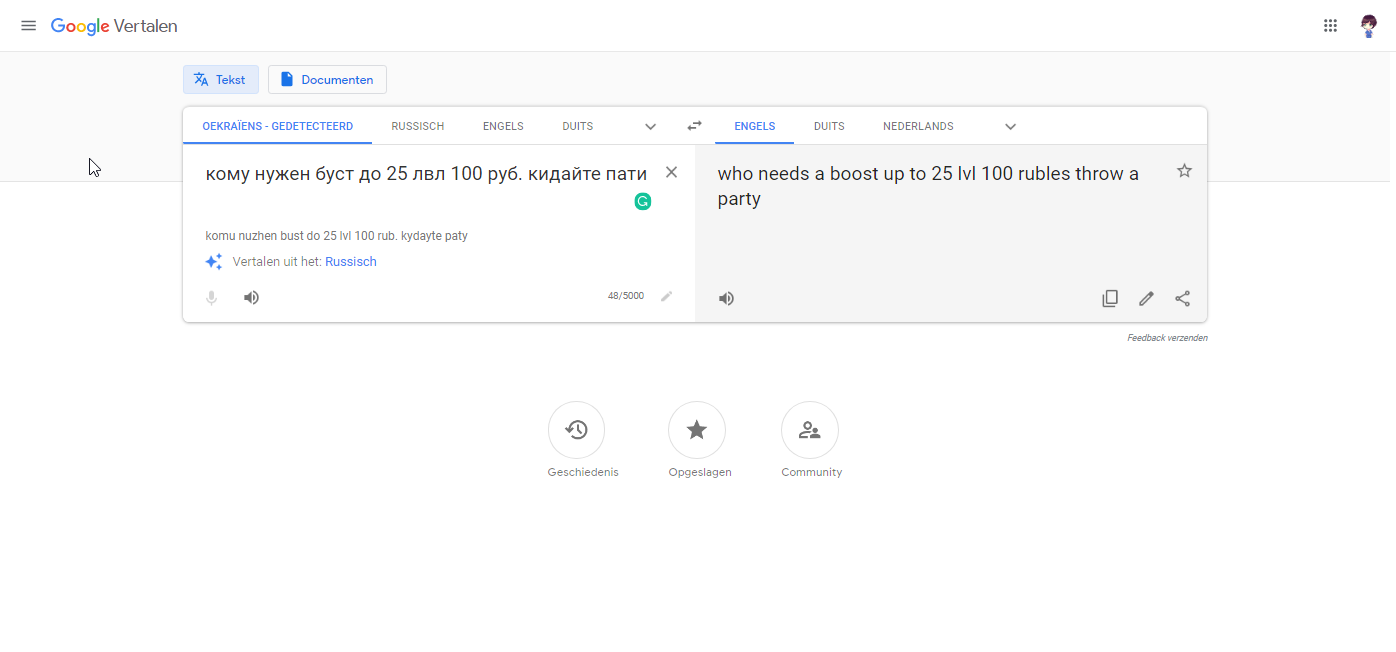 Google Vertalen
Tekst
Documenten
OEKRAÏENS - GEDETECTEERD
RUSSISCH
ENGELS
DUITS
ENGELS
DUITS
NEDERLANDS
кому нужен буст до 25 лвл 100 руб. кидайте пати
komu nuzhen bust do 25 lvl 100 rub. kydayte paty
Vertalen uit het: Russisch
48/5000
who needs a boost up to 25 lvl 100 rubles throw a
party
Feedback verzenden
Geschiedenis
Opgeslagen
Community